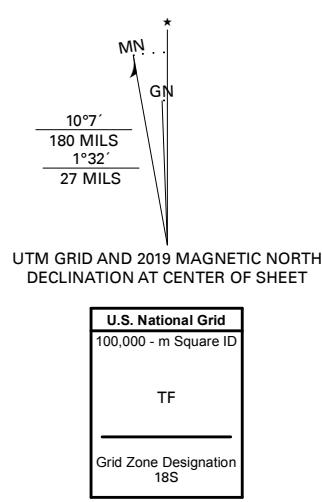 ★
MN
GN
10°7´
180 MILS
1°32´
27 MILS
UTM GRID AND 2019 MAGNETIC NORTH
DECLINATION AT CENTER OF SHEET
U.S. National Grid
100,000 - m Square ID
TF
Grid Zone Designation
18S